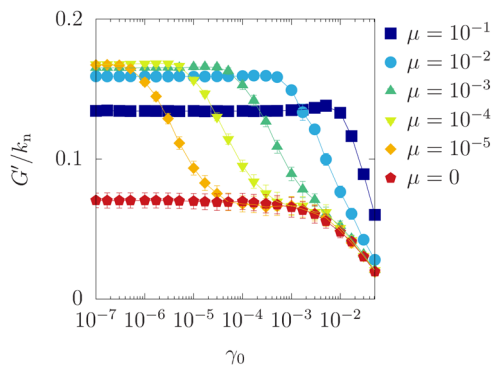 0.2
0.1
0
G′/kₙ
10⁻⁷ 10⁻⁶ 10⁻⁵ 10⁻⁴ 10⁻³ 10⁻²
γ₀
μ = 10⁻¹
μ = 10⁻²
μ = 10⁻³
μ = 10⁻⁴
μ = 10⁻⁵
μ = 0